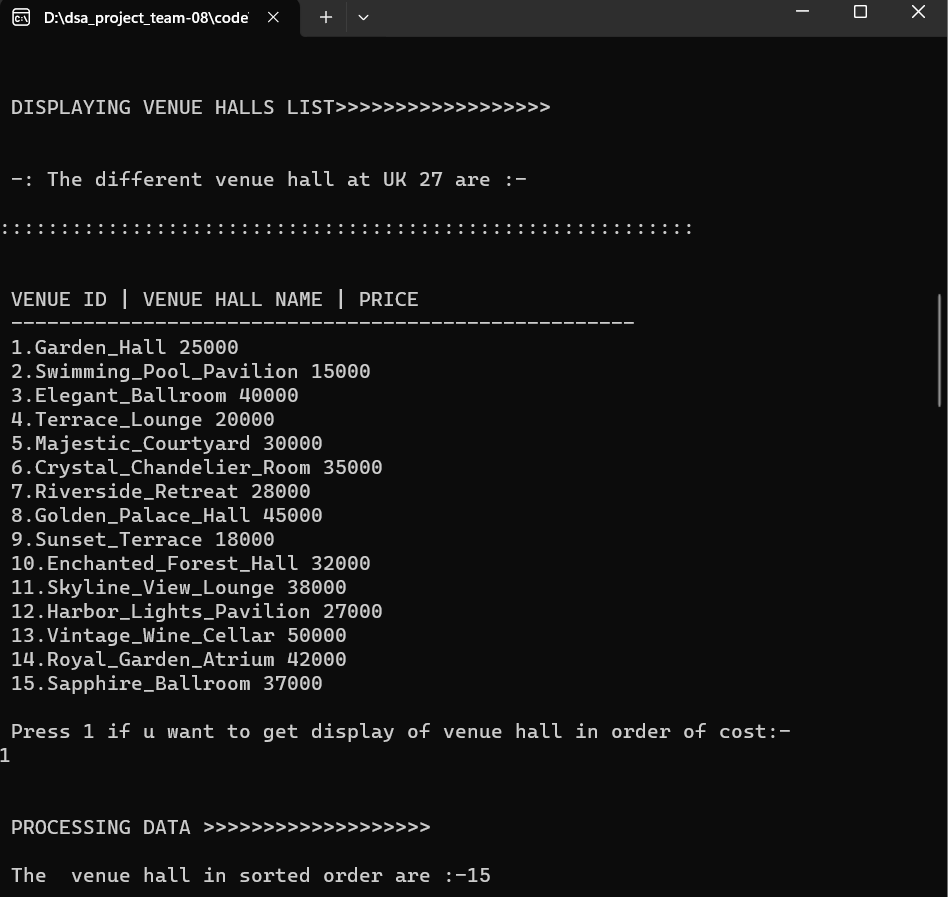 D:\dsa_project_team-08\code
DISPLAYING VENUE HALLS LIST>>>>>>>>>>>>>>>>>>
-: The different venue hall at UK 27 are :-
::::::::::::::::::::::::::::::::::::::::::::::::::::::::::
VENUE ID | VENUE HALL NAME | PRICE
----------------------------------------------------
1.Garden_Hall 25000
2.Swimming_Pool_Pavilion 15000
3.Elegant_Ballroom 40000
4.Terrace_Lounge 20000
5.Majestic_Courtyard 30000
6.Crystal_Chandelier_Room 35000
7.Riverside_Retreat 28000
8.Golden_Palace_Hall 45000
9.Sunset_Terrace 18000
10.Enchanted_Forest_Hall 32000
11.Skyline_View_Lounge 38000
12.Harbor_Lights_Pavilion 27000
13.Vintage_Wine_Cellar 50000
14.Royal_Garden_Atrium 42000
15.Sapphire_Ballroom 37000
Press 1 if u want to get display of venue hall in order of cost:-
1
PROCESSING DATA >>>>>>>>>>>>>>>>>>>
The  venue hall in sorted order are :-15